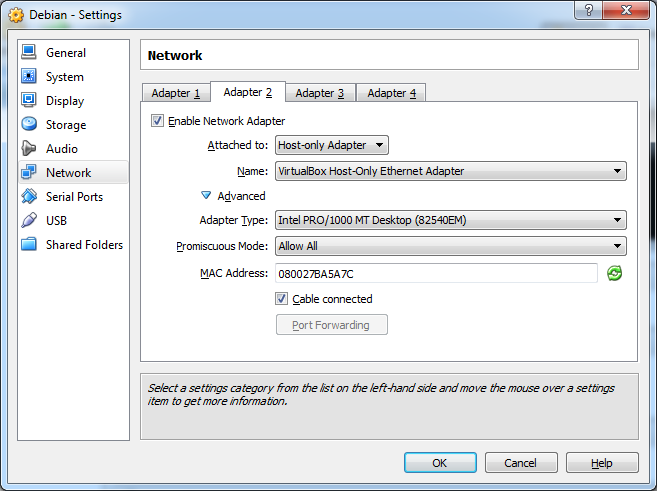 Debian - Settings
General
System
Display
Storage
Audio
Network
Serial Ports
USB
Shared Folders
Network
Adapter 1 Adapter 2 Adapter 3 Adapter 4
Enable Network Adapter
Attached to: Host-only Adapter
Name: VirtualBox Host-Only Ethernet Adapter
Advanced
Adapter Type: Intel PRO/1000 MT Desktop (82540EM)
Promiscuous Mode: Allow All
MAC Address: 080027BA5A7C
Cable connected
Port Forwarding
Select a settings category from the list on the left-hand side and move the mouse over a settings
item to get more information.
OK Cancel Help